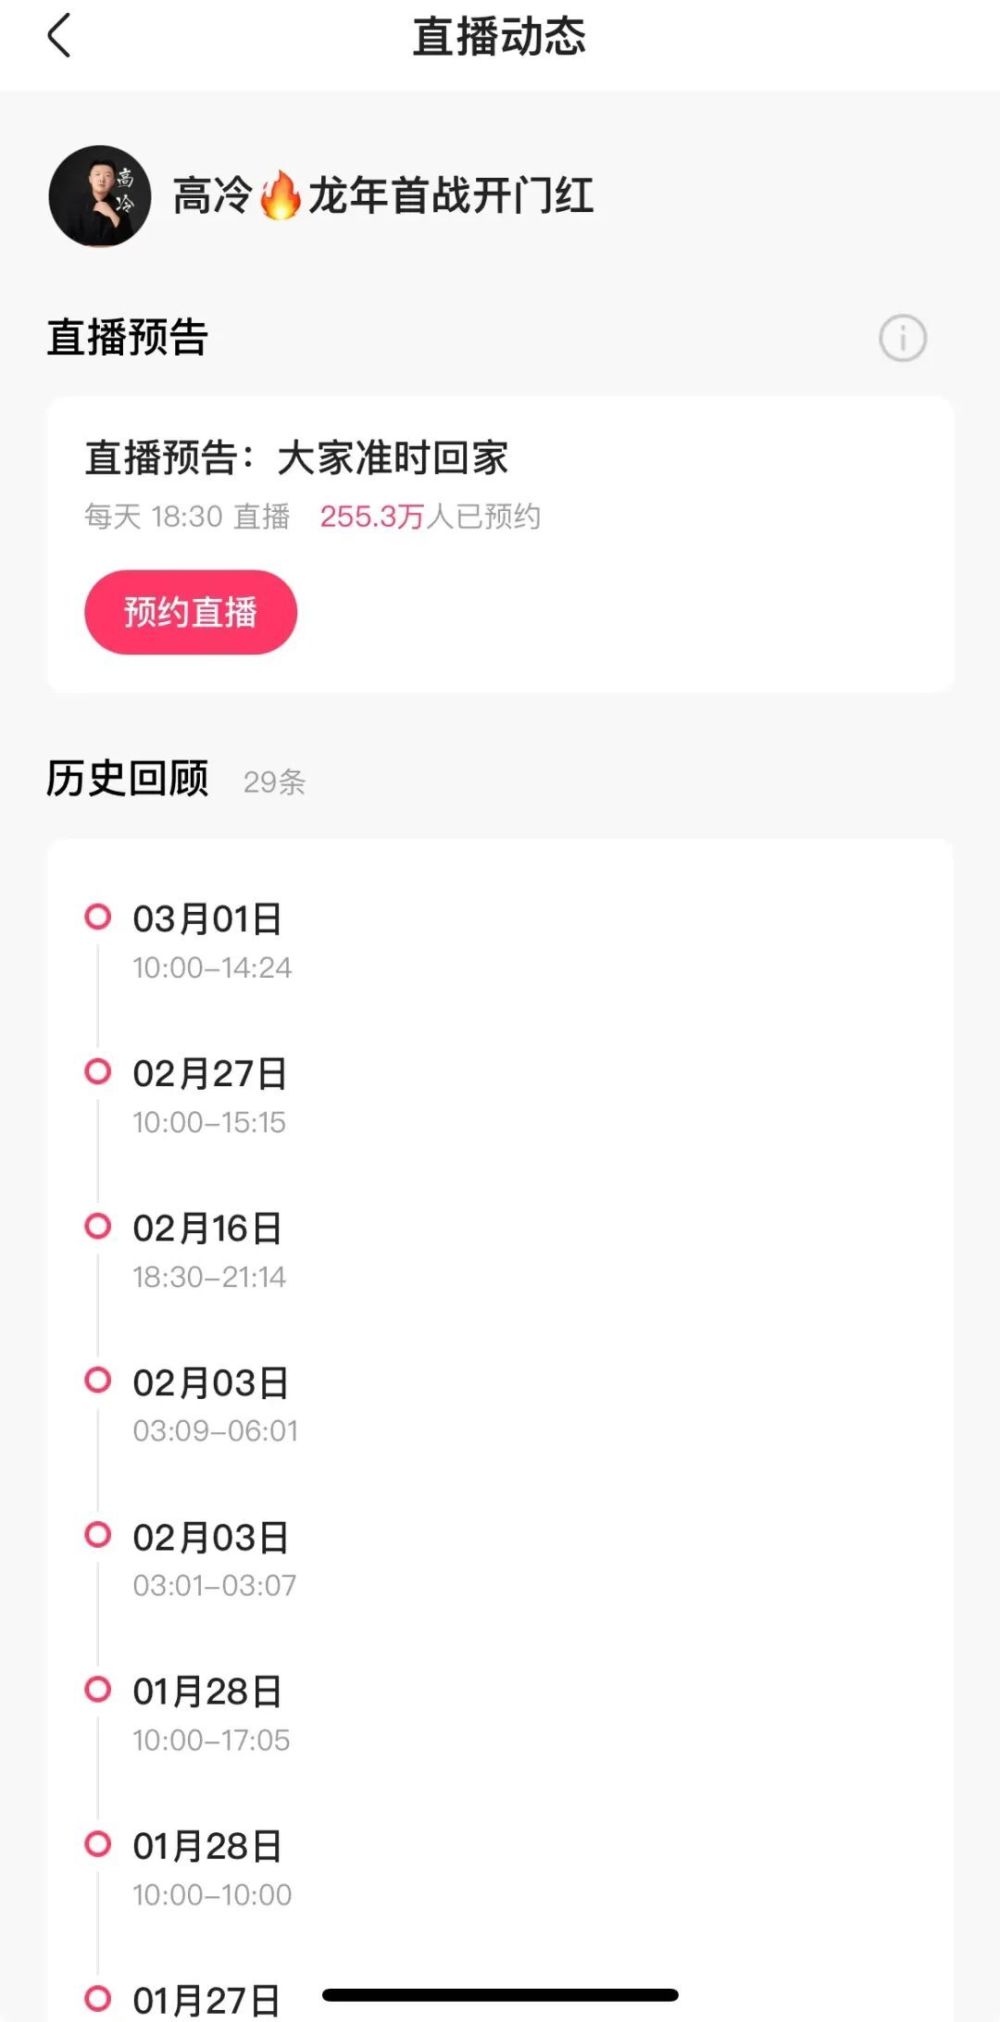 直播动态
高冷
高冷🔥龙年首战开门红
直播预告
直播预告：大家准时回家
每天 18:30 直播 255.3万人已预约
预约直播
历史回顾 29条
03月01日
10:00–14:24
02月27日
10:00–15:15
02月16日
18:30–21:14
02月03日
03:09–06:01
02月03日
03:01–03:07
01月28日
10:00–17:05
01月28日
10:00–10:00
01月27日